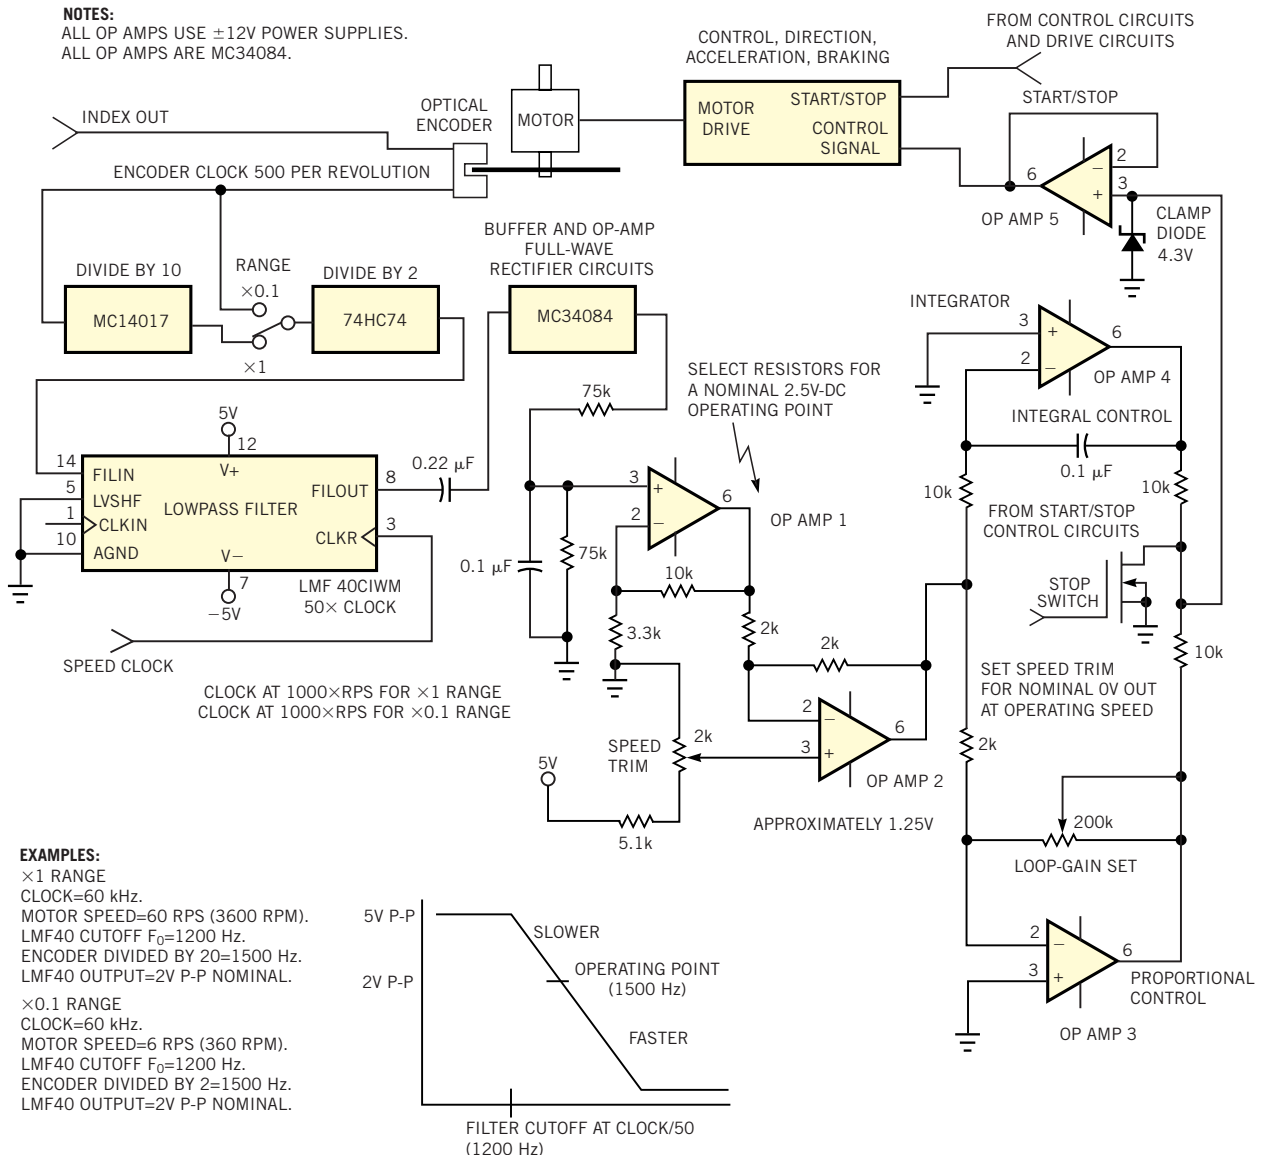 NOTES:
ALL OP AMPS USE ±12V POWER SUPPLIES.
ALL OP AMPS ARE MC34084.
INDEX OUT
OPTICAL
ENCODER
MOTOR
CONTROL, DIRECTION,
ACCELERATION, BRAKING
MOTOR
DRIVE
START/STOP
CONTROL
SIGNAL
FROM CONTROL CIRCUITS
AND DRIVE CIRCUITS
START/STOP
2
6
3
−
+
OP AMP 5
CLAMP
DIODE
4.3V
ENCODER CLOCK 500 PER REVOLUTION
DIVIDE BY 10
MC14017
RANGE
×0.1
×1
DIVIDE BY 2
74HC74
BUFFER AND OP-AMP
FULL-WAVE
RECTIFIER CIRCUITS
MC34084
INTEGRATOR
3
2
+
−
6
OP AMP 4
INTEGRAL CONTROL
0.1 µF
SELECT RESISTORS FOR
A NOMINAL 2.5V-DC
OPERATING POINT
75k
5V
12
14
5
1
10
FILIN
LVSHF
CLKIN
AGND
V+
LOWPASS FILTER
V−
FILOUT
CLKR
8
3
7
−5V
0.22 µF
LMF 40CIWM
50× CLOCK
SPEED CLOCK
CLOCK AT 1000×RPS FOR ×1 RANGE
CLOCK AT 1000×RPS FOR ×0.1 RANGE
0.1 µF
75k
3
2
+
−
6
OP AMP 1
10k
3.3k
2k
2k
10k
10k
FROM START/STOP
CONTROL CIRCUITS
STOP
SWITCH
10k
SET SPEED TRIM
FOR NOMINAL 0V OUT
AT OPERATING SPEED
SPEED
TRIM
2k
5V
5.1k
2
3
−
+
6
OP AMP 2
APPROXIMATELY 1.25V
2k
200k
LOOP-GAIN SET
2
3
−
+
6
PROPORTIONAL
CONTROL
OP AMP 3
EXAMPLES:
×1 RANGE
CLOCK=60 kHz.
MOTOR SPEED=60 RPS (3600 RPM).
LMF40 CUTOFF F0=1200 Hz.
ENCODER DIVIDED BY 20=1500 Hz.
LMF40 OUTPUT=2V P-P NOMINAL.
×0.1 RANGE
CLOCK=60 kHz.
MOTOR SPEED=6 RPS (360 RPM).
LMF40 CUTOFF F0=1200 Hz.
ENCODER DIVIDED BY 2=1500 Hz.
LMF40 OUTPUT=2V P-P NOMINAL.
5V P-P
2V P-P
SLOWER
OPERATING POINT
(1500 Hz)
FASTER
FILTER CUTOFF AT CLOCK/50
(1200 Hz)